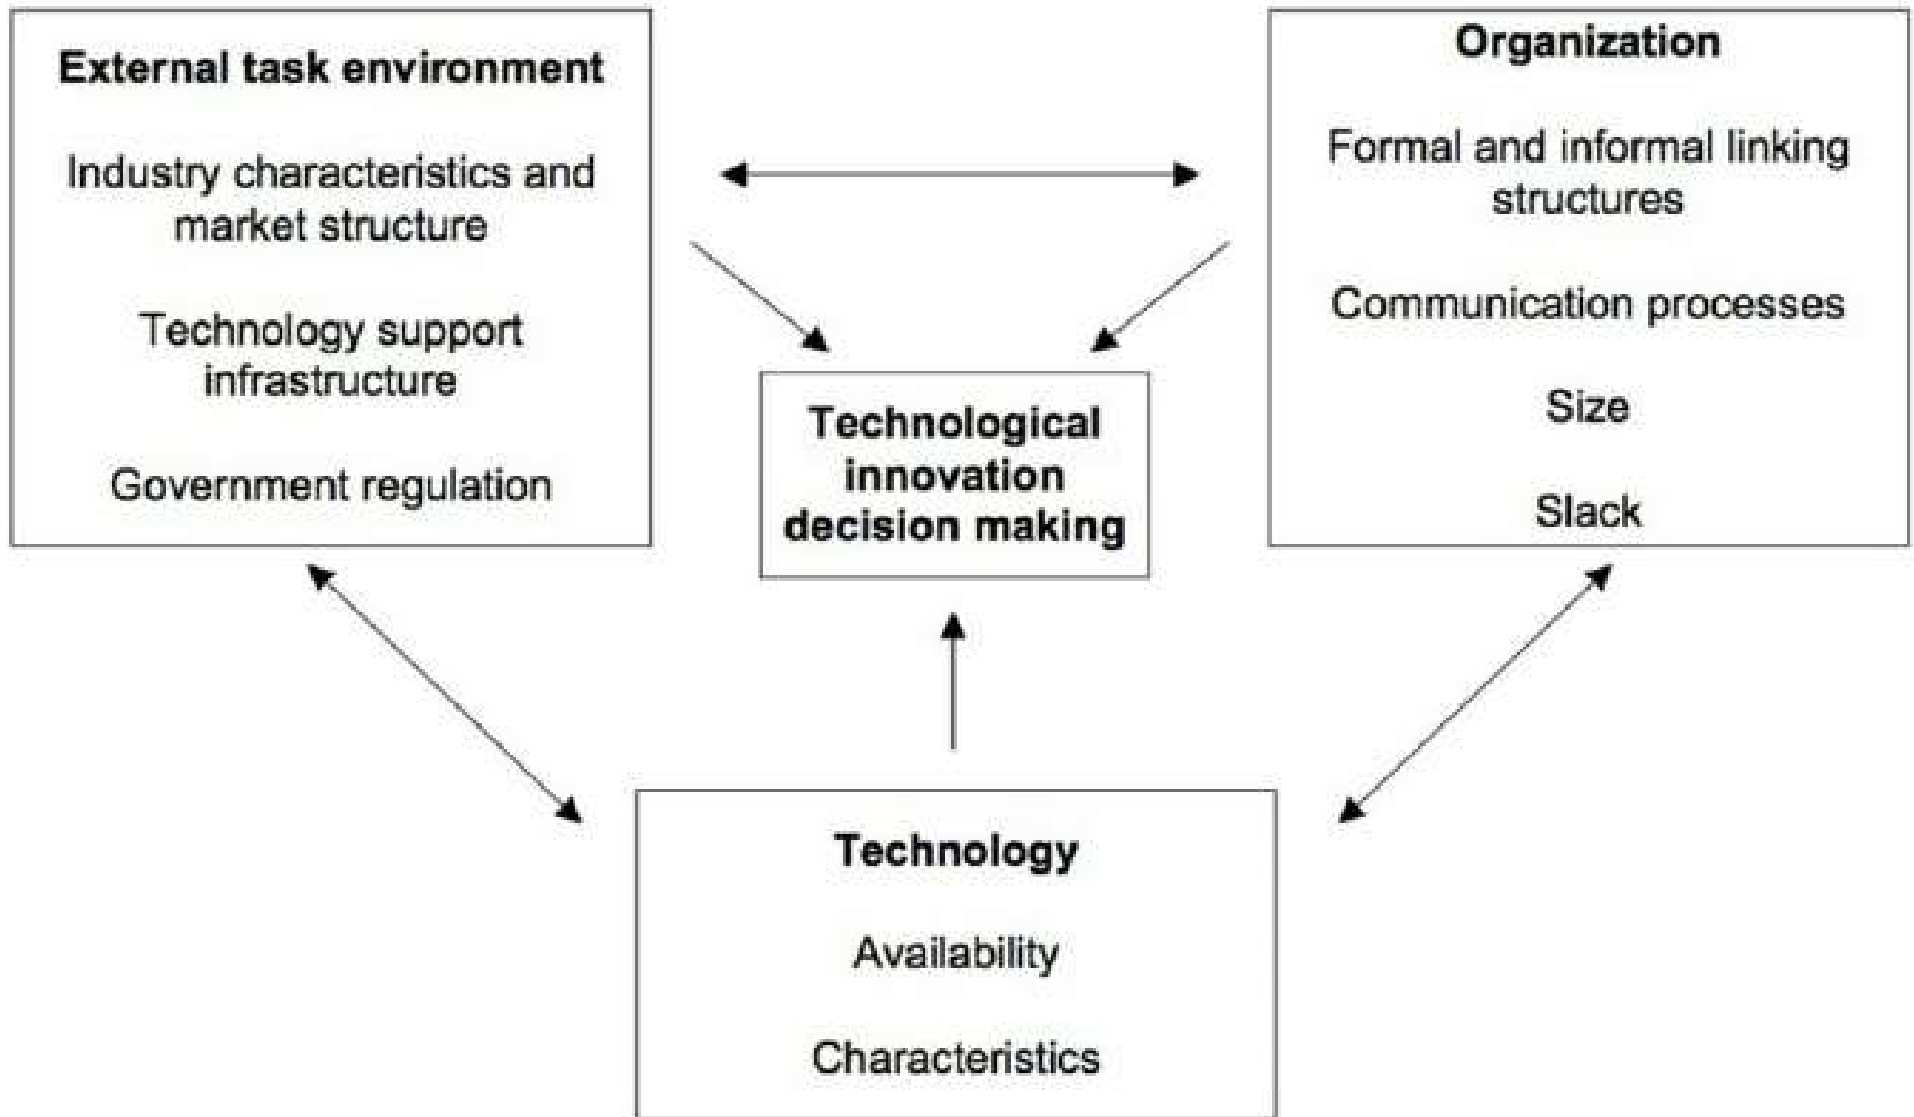 External task environment
Industry characteristics and
market structure
Technology support
infrastructure
Government regulation
Organization
Formal and informal linking
structures
Communication processes
Size
Slack
Technological
innovation
decision making
Technology
Availability
Characteristics